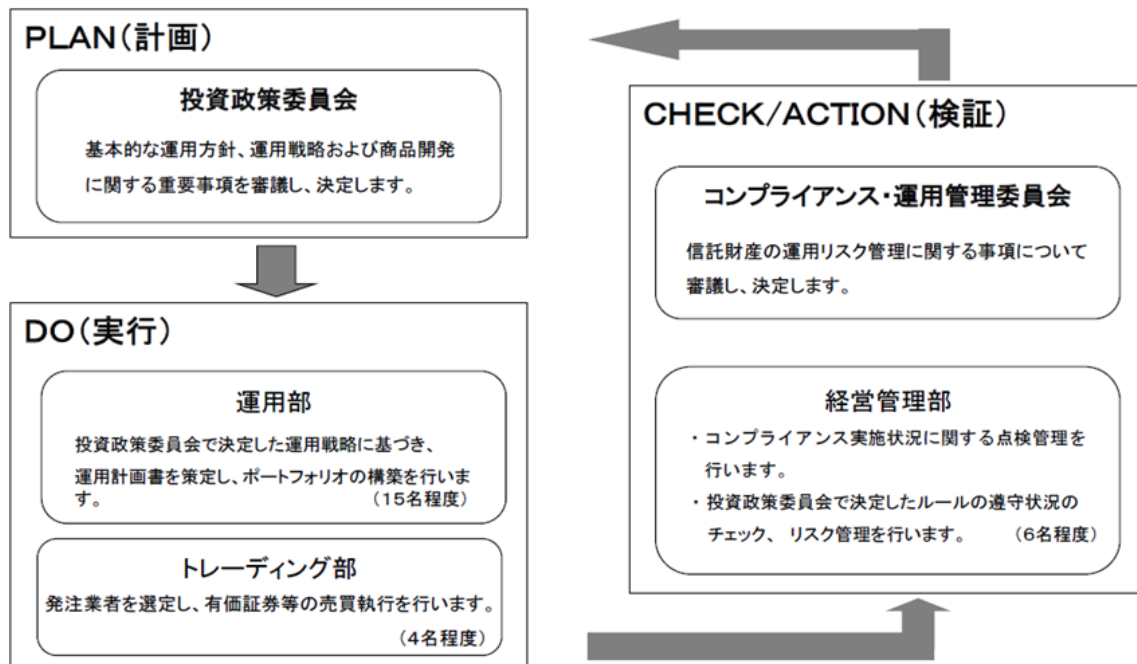 PLAN(計画)
投資政策委員会
基本的な運用方針、運用戦略および商品開発
に関する重要事項を審議し、決定します。
DO(実行)
運用部
投資政策委員会で決定した運用戦略に基づき、
運用計画書を策定し、ポートフォリオの構築を行いま
す。 (15名程度)
トレーディング部
発注業者を選定し、有価証券等の売買執行を行います。
(4名程度)
CHECK/ACTION(検証)
コンプライアンス・運用管理委員会
信託財産の運用リスク管理に関する事項について
審議し、決定します。
経営管理部
・コンプライアンス実施状況に関する点検管理を
行います。
・投資政策委員会で決定したルールの遵守状況の
チェック、 リスク管理を行います。 (6名程度)